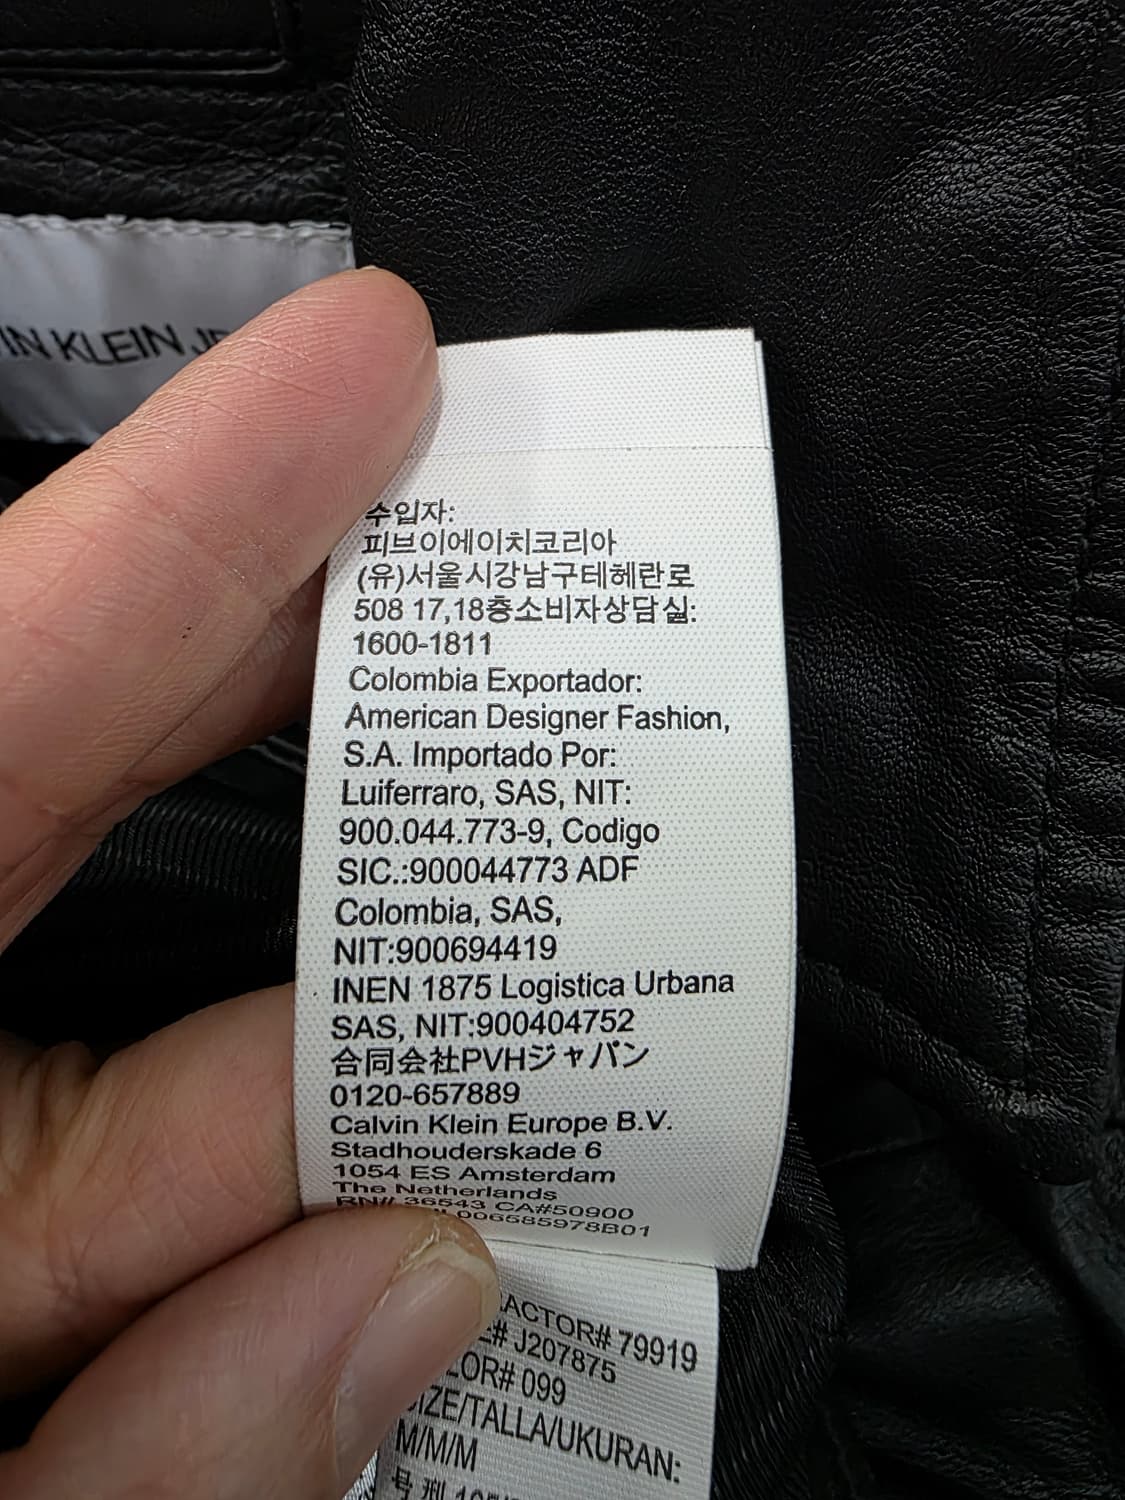 KLEIN
수입자:
피브이에이치코리아
(유)서울시강남구테헤란로
508 17,18층소비자상담실:
1600-1811
Colombia Exportador:
American Designer Fashion,
S.A. Importado Por:
Luiferraro, SAS, NIT:
900.044.773-9, Codigo
SIC.:900044773 ADF
Colombia, SAS,
NIT:900694419
INEN 1875 Logistica Urbana
SAS, NIT:900404752
合同会社PVHジャパン
0120-657889
Calvin Klein Europe B.V.
Stadhouderskade 6
1054 ES Amsterdam
The Netherlands
RN# 36543 CA#50900
006585978B01
79919
J207875
099
SIZE/TALLA/UKURAN:
M/M/M
号 型